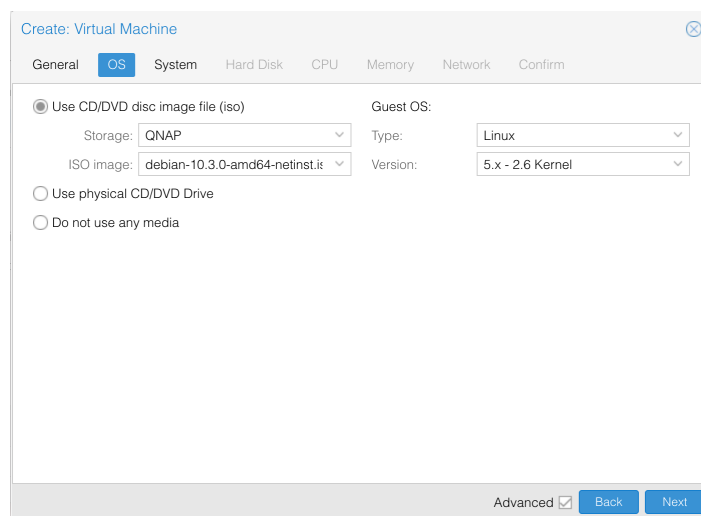 Create: Virtual Machine
General OS System Hard Disk CPU Memory Network Confirm
Use CD/DVD disc image file (iso) Guest OS:
Storage: QNAP Type: Linux
ISO image: debian-10.3.0-amd64-netinst.is Version: 5.x - 2.6 Kernel
Use physical CD/DVD Drive
Do not use any media
Advanced Back Next